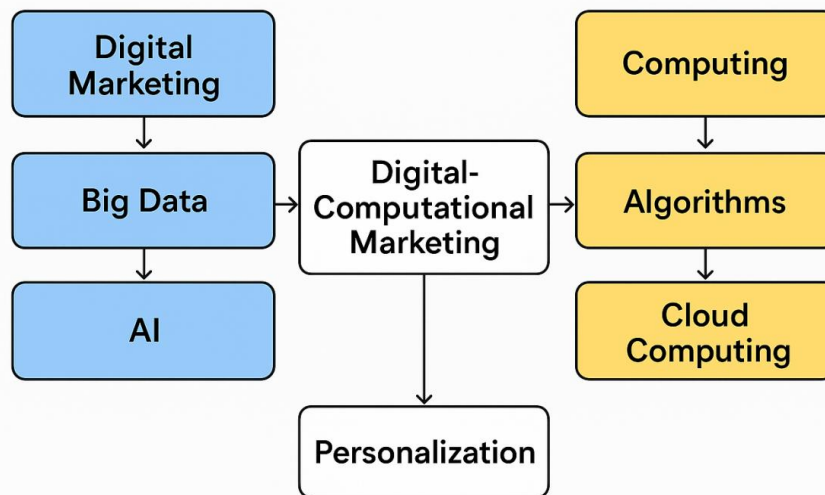 Digital
Marketing
Big Data
AI
Digital-
Computational
Marketing
Personalization
Computing
Algorithms
Cloud
Computing